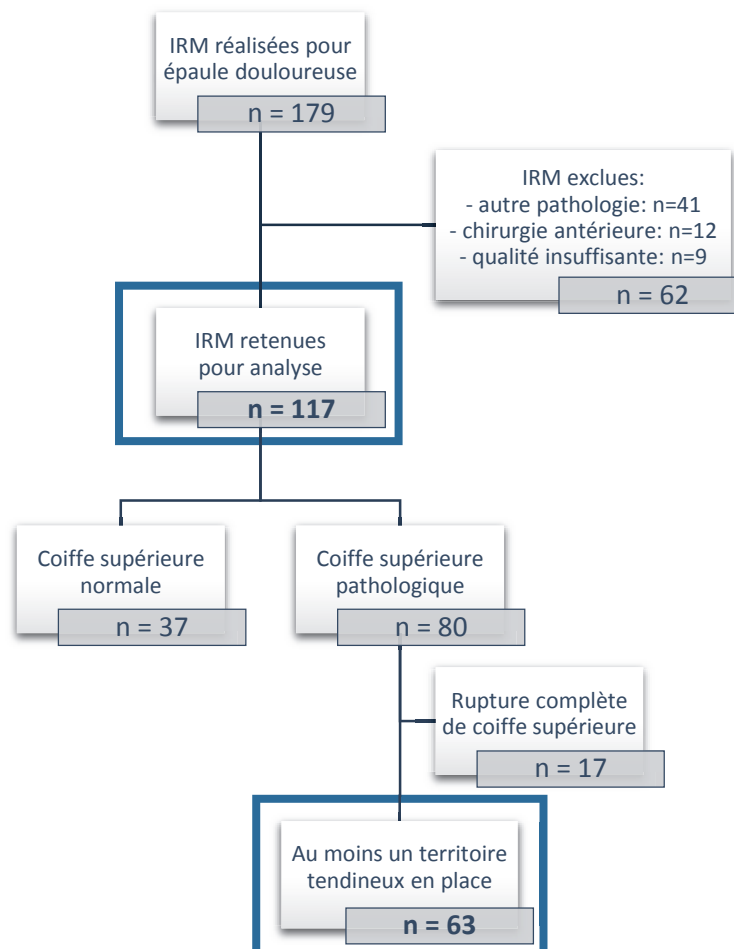 IRM réalisées pour
épaule douloureuse
n = 179
IRM exclues:
- autre pathologie: n=41
- chirurgie antérieure: n=12
- qualité insuffisante: n=9
n = 62
IRM retenues
pour analyse
n = 117
Coiffe supérieure
normale
n = 37
Coiffe supérieure
pathologique
n = 80
Rupture complète
de coiffe supérieure
n = 17
Au moins un territoire
tendineux en place
n = 63